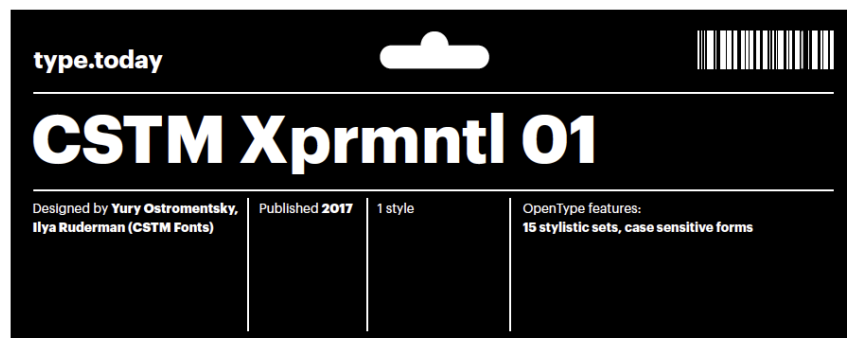 type.today
CSTM Xprmntl 01
Designed by Yury Ostromentsky,
Ilya Ruderman (CSTM Fonts)
Published 2017
1 style
OpenType features:
15 stylistic sets, case sensitive forms